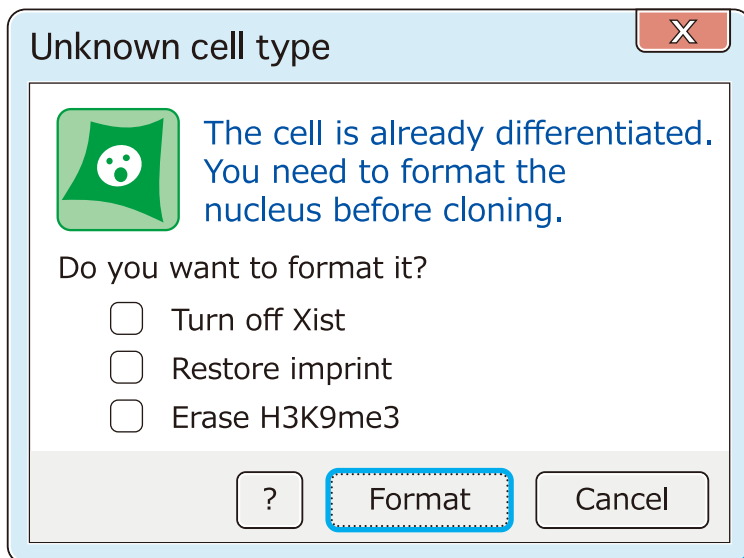 Unknown cell type
X
The cell is already differentiated.
You need to format the
nucleus before cloning.
Do you want to format it?
Turn off Xist
Restore imprint
Erase H3K9me3
?
Format
Cancel